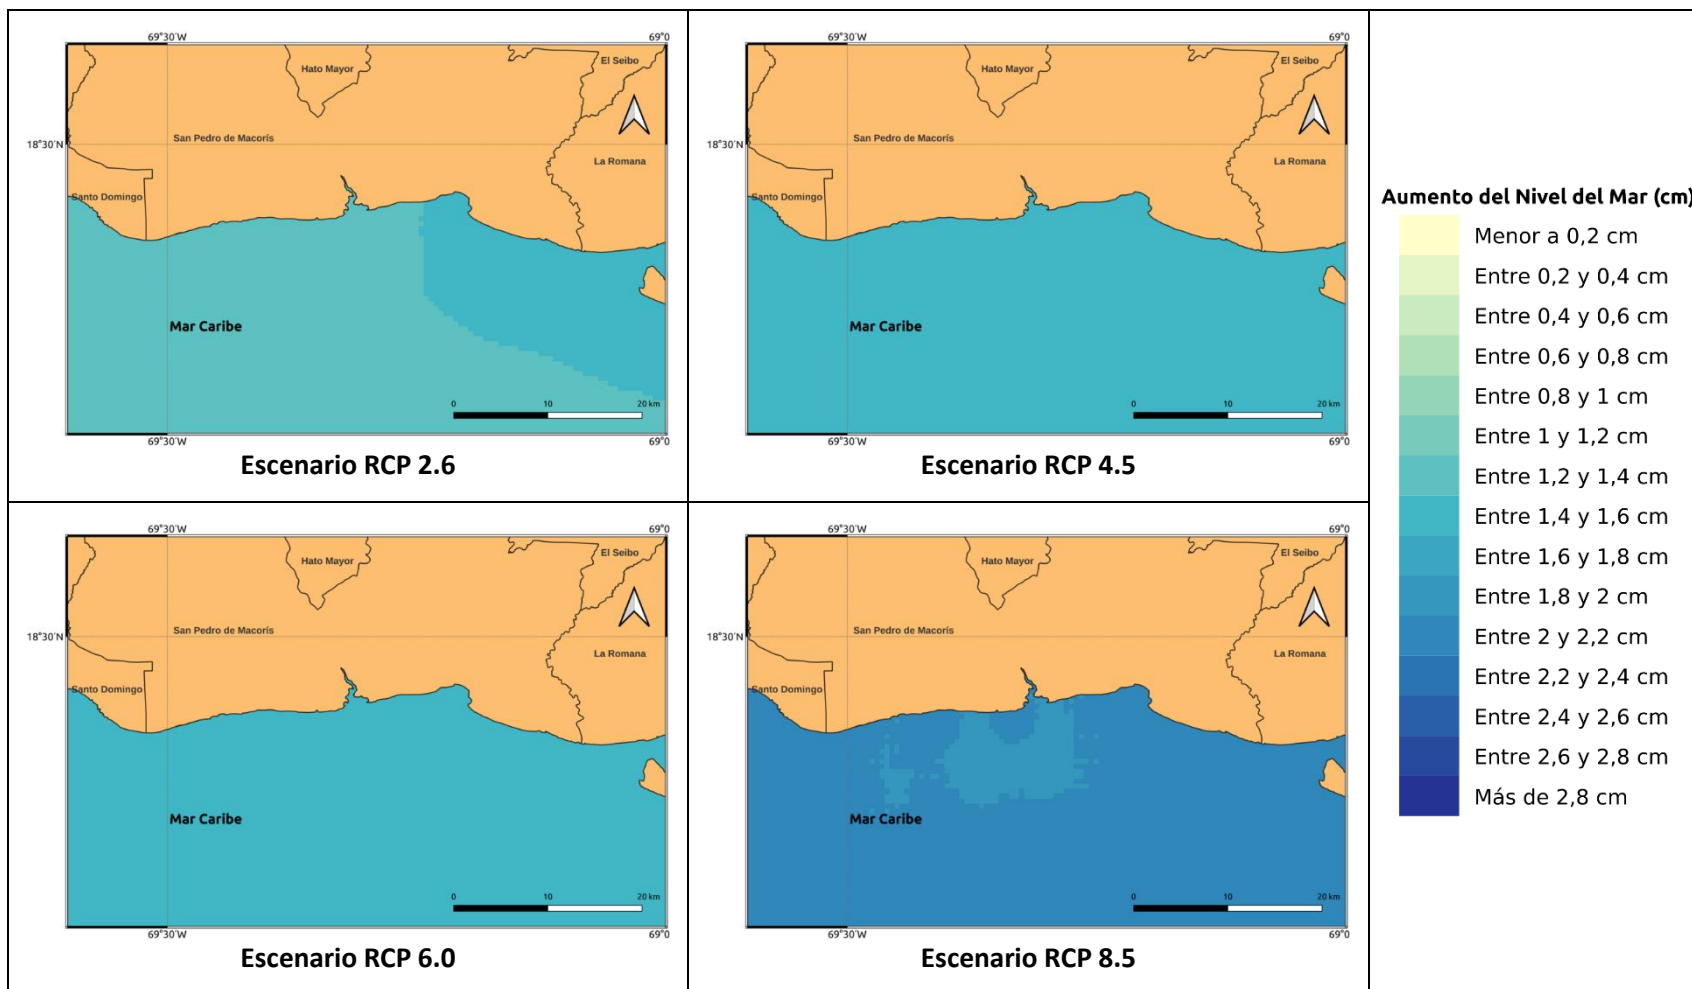 69°30'W
69°0
El Seibo
Hato Mayor
San Pedro de Macorís
18°30'N
La Romana
Santo Domingo
Mar Caribe
0 10 20 km
69°30'W
69°0
Escenario RCP 2.6
69°30'W
69°0
El Seibo
Hato Mayor
San Pedro de Macorís
18°30'N
La Romana
Santo Domingo
Mar Caribe
0 10 20 km
69°30'W
69°0
Escenario RCP 4.5
69°30'W
69°0
El Seibo
Hato Mayor
San Pedro de Macorís
18°30'N
La Romana
Santo Domingo
Mar Caribe
0 10 20 km
69°30'W
69°0
Escenario RCP 6.0
69°30'W
69°0
El Seibo
Hato Mayor
San Pedro de Macorís
18°30'N
La Romana
Santo Domingo
Mar Caribe
0 10 20 km
69°30'W
69°0
Escenario RCP 8.5
Aumento del Nivel del Mar (cm)
Menor a 0,2 cm
Entre 0,2 y 0,4 cm
Entre 0,4 y 0,6 cm
Entre 0,6 y 0,8 cm
Entre 0,8 y 1 cm
Entre 1 y 1,2 cm
Entre 1,2 y 1,4 cm
Entre 1,4 y 1,6 cm
Entre 1,6 y 1,8 cm
Entre 1,8 y 2 cm
Entre 2 y 2,2 cm
Entre 2,2 y 2,4 cm
Entre 2,4 y 2,6 cm
Entre 2,6 y 2,8 cm
Más de 2,8 cm